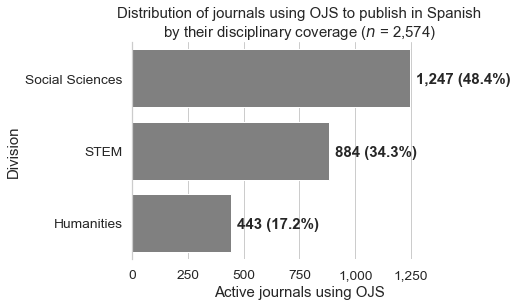 Distribution of journals using OJS to publish in Spanish
by their disciplinary coverage (n = 2,574)
Division
Social Sciences
1,247 (48.4%)
STEM
884 (34.3%)
Humanities
443 (17.2%)
0 250 500 750 1,000 1,250
Active journals using OJS